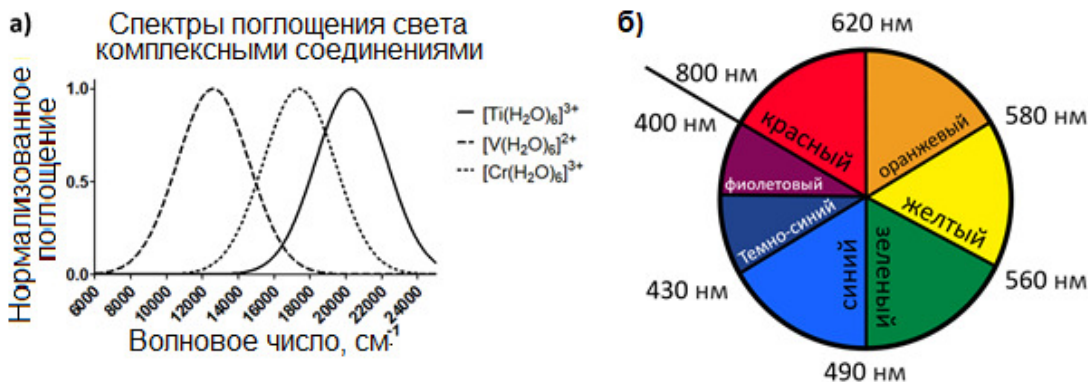 а)
Спектры поглощения света
комплексными соединениями
Нормализованное
поглощение
1.0
0.5
0.0
6000
8000
10000
12000
14000
16000
18000
20000
22000
24000
Волновое число, см⁻¹
[Ti(H₂O)₆]³⁺
[V(H₂O)₆]²⁺
[Cr(H₂O)₆]³⁺
б)
620 нм
800 нм
400 нм
580 нм
560 нм
430 нм
490 нм
красный
оранжевый
желтый
зеленый
синий
Темно-синий
фиолетовый